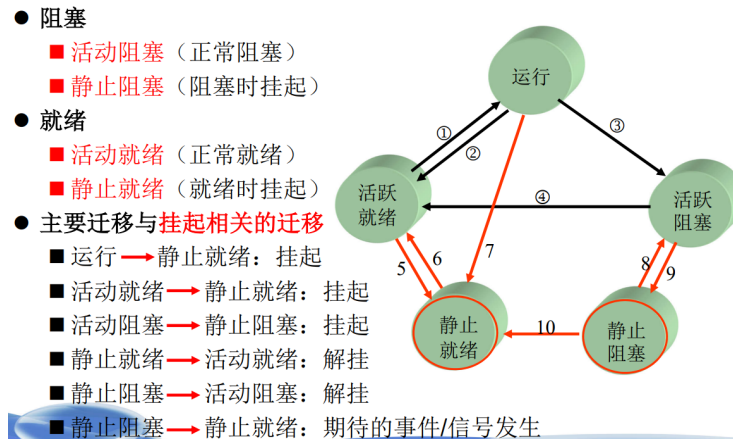 ● 阻塞
■ 活动阻塞（正常阻塞）
■ 静止阻塞（阻塞时挂起）
● 就绪
■ 活动就绪（正常就绪）
■ 静止就绪（就绪时挂起）
● 主要迁移与挂起相关的迁移
■ 运行→静止就绪：挂起
■ 活动就绪→静止就绪：挂起
■ 活动阻塞→静止阻塞：挂起
■ 静止就绪→活动就绪：解挂
■ 静止阻塞→活动阻塞：解挂
■ 静止阻塞→静止就绪：期待的事件/信号发生
运行
①
②
③
活跃
就绪
④
活跃
阻塞
5
6
7
8
9
静止
就绪
10
静止
阻塞